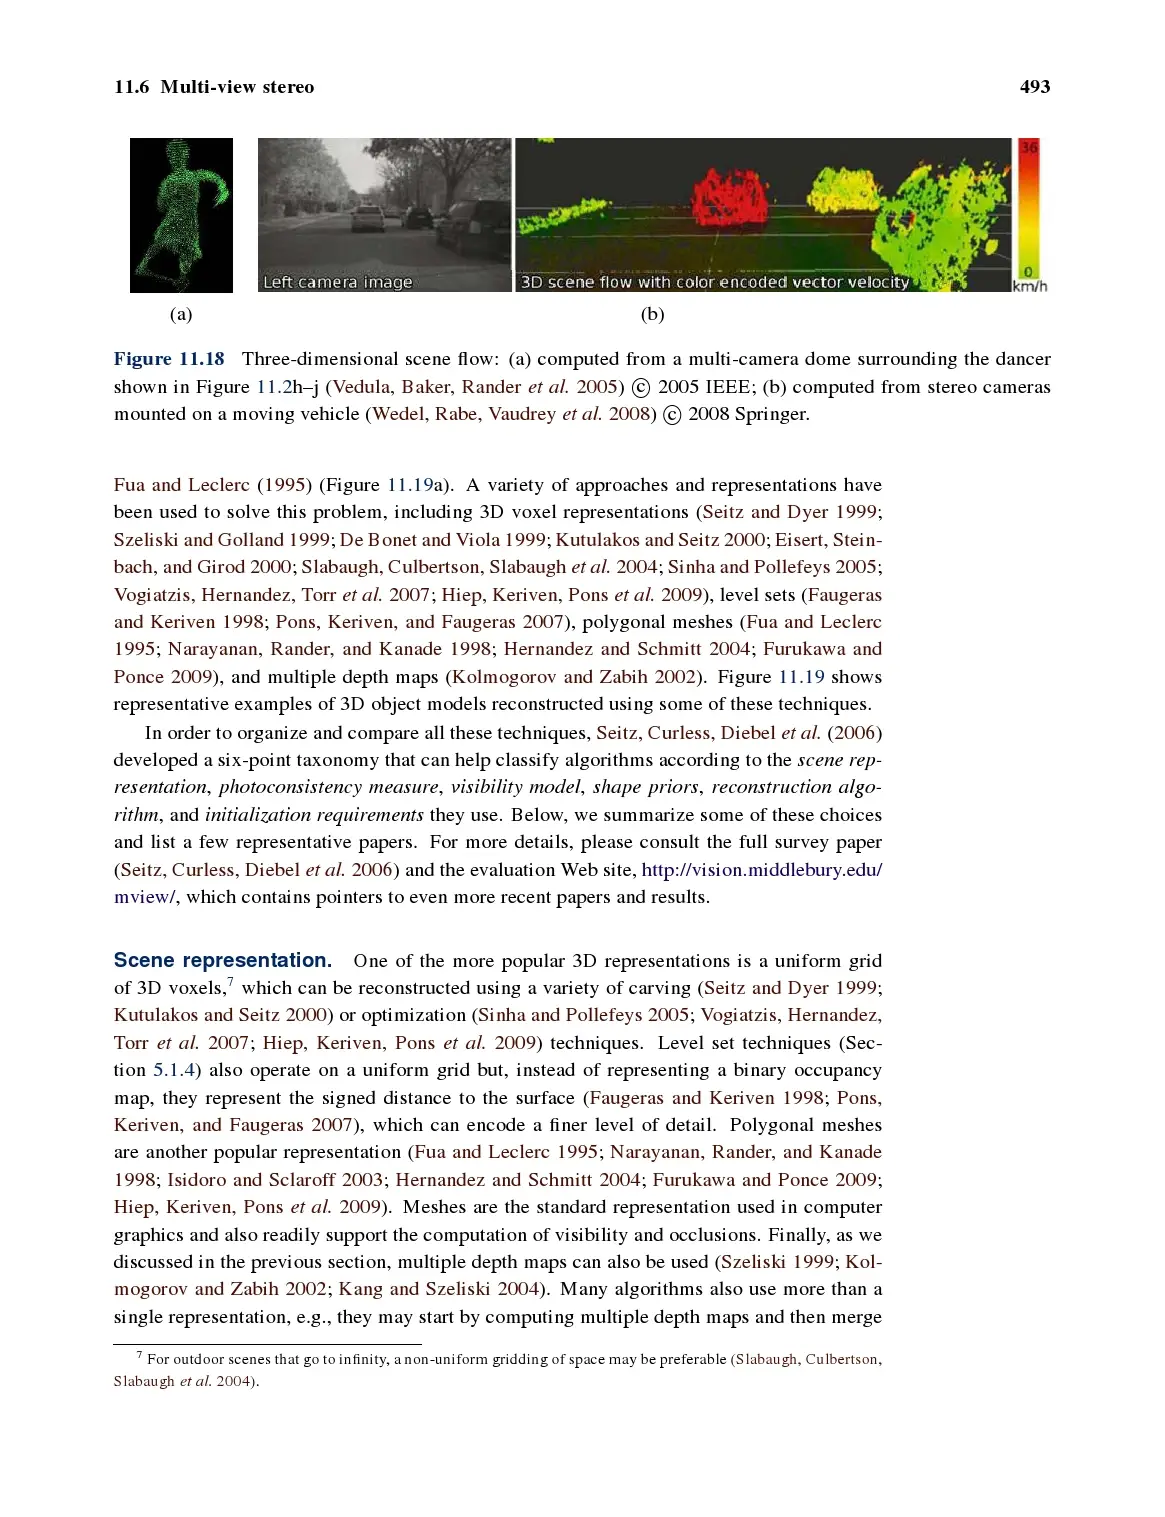 11.6 Multi-view stereo 493
Left camera image
3D scene flow with color encoded vector velocity
36
0
km/h
(a) (b)
Figure 11.18 Three-dimensional scene flow: (a) computed from a multi-camera dome surrounding the dancer
shown in Figure 11.2h–j (Vedula, Baker, Rander et al. 2005) © 2005 IEEE; (b) computed from stereo cameras
mounted on a moving vehicle (Wedel, Rabe, Vaudrey et al. 2008) © 2008 Springer.
Fua and Leclerc (1995) (Figure 11.19a). A variety of approaches and representations have
been used to solve this problem, including 3D voxel representations (Seitz and Dyer 1999;
Szeliski and Golland 1999; De Bonet and Viola 1999; Kutulakos and Seitz 2000; Eisert, Stein-
bach, and Girod 2000; Slabaugh, Culbertson, Slabaugh et al. 2004; Sinha and Pollefeys 2005;
Vogiatzis, Hernandez, Torr et al. 2007; Hiep, Keriven, Pons et al. 2009), level sets (Faugeras
and Keriven 1998; Pons, Keriven, and Faugeras 2007), polygonal meshes (Fua and Leclerc
1995; Narayanan, Rander, and Kanade 1998; Hernandez and Schmitt 2004; Furukawa and
Ponce 2009), and multiple depth maps (Kolmogorov and Zabih 2002). Figure 11.19 shows
representative examples of 3D object models reconstructed using some of these techniques.
In order to organize and compare all these techniques, Seitz, Curless, Diebel et al. (2006)
developed a six-point taxonomy that can help classify algorithms according to the scene rep-
resentation, photoconsistency measure, visibility model, shape priors, reconstruction algo-
rithm, and initialization requirements they use. Below, we summarize some of these choices
and list a few representative papers. For more details, please consult the full survey paper
(Seitz, Curless, Diebel et al. 2006) and the evaluation Web site, http://vision.middlebury.edu/
mview/, which contains pointers to even more recent papers and results.
Scene representation. One of the more popular 3D representations is a uniform grid
of 3D voxels,7 which can be reconstructed using a variety of carving (Seitz and Dyer 1999;
Kutulakos and Seitz 2000) or optimization (Sinha and Pollefeys 2005; Vogiatzis, Hernandez,
Torr et al. 2007; Hiep, Keriven, Pons et al. 2009) techniques. Level set techniques (Sec-
tion 5.1.4) also operate on a uniform grid but, instead of representing a binary occupancy
map, they represent the signed distance to the surface (Faugeras and Keriven 1998; Pons,
Keriven, and Faugeras 2007), which can encode a finer level of detail. Polygonal meshes
are another popular representation (Fua and Leclerc 1995; Narayanan, Rander, and Kanade
1998; Isidoro and Sclaroff 2003; Hernandez and Schmitt 2004; Furukawa and Ponce 2009;
Hiep, Keriven, Pons et al. 2009). Meshes are the standard representation used in computer
graphics and also readily support the computation of visibility and occlusions. Finally, as we
discussed in the previous section, multiple depth maps can also be used (Szeliski 1999; Kol-
mogorov and Zabih 2002; Kang and Szeliski 2004). Many algorithms also use more than a
single representation, e.g., they may start by computing multiple depth maps and then merge
7 For outdoor scenes that go to infinity, a non-uniform gridding of space may be preferable (Slabaugh, Culbertson,
Slabaugh et al. 2004).